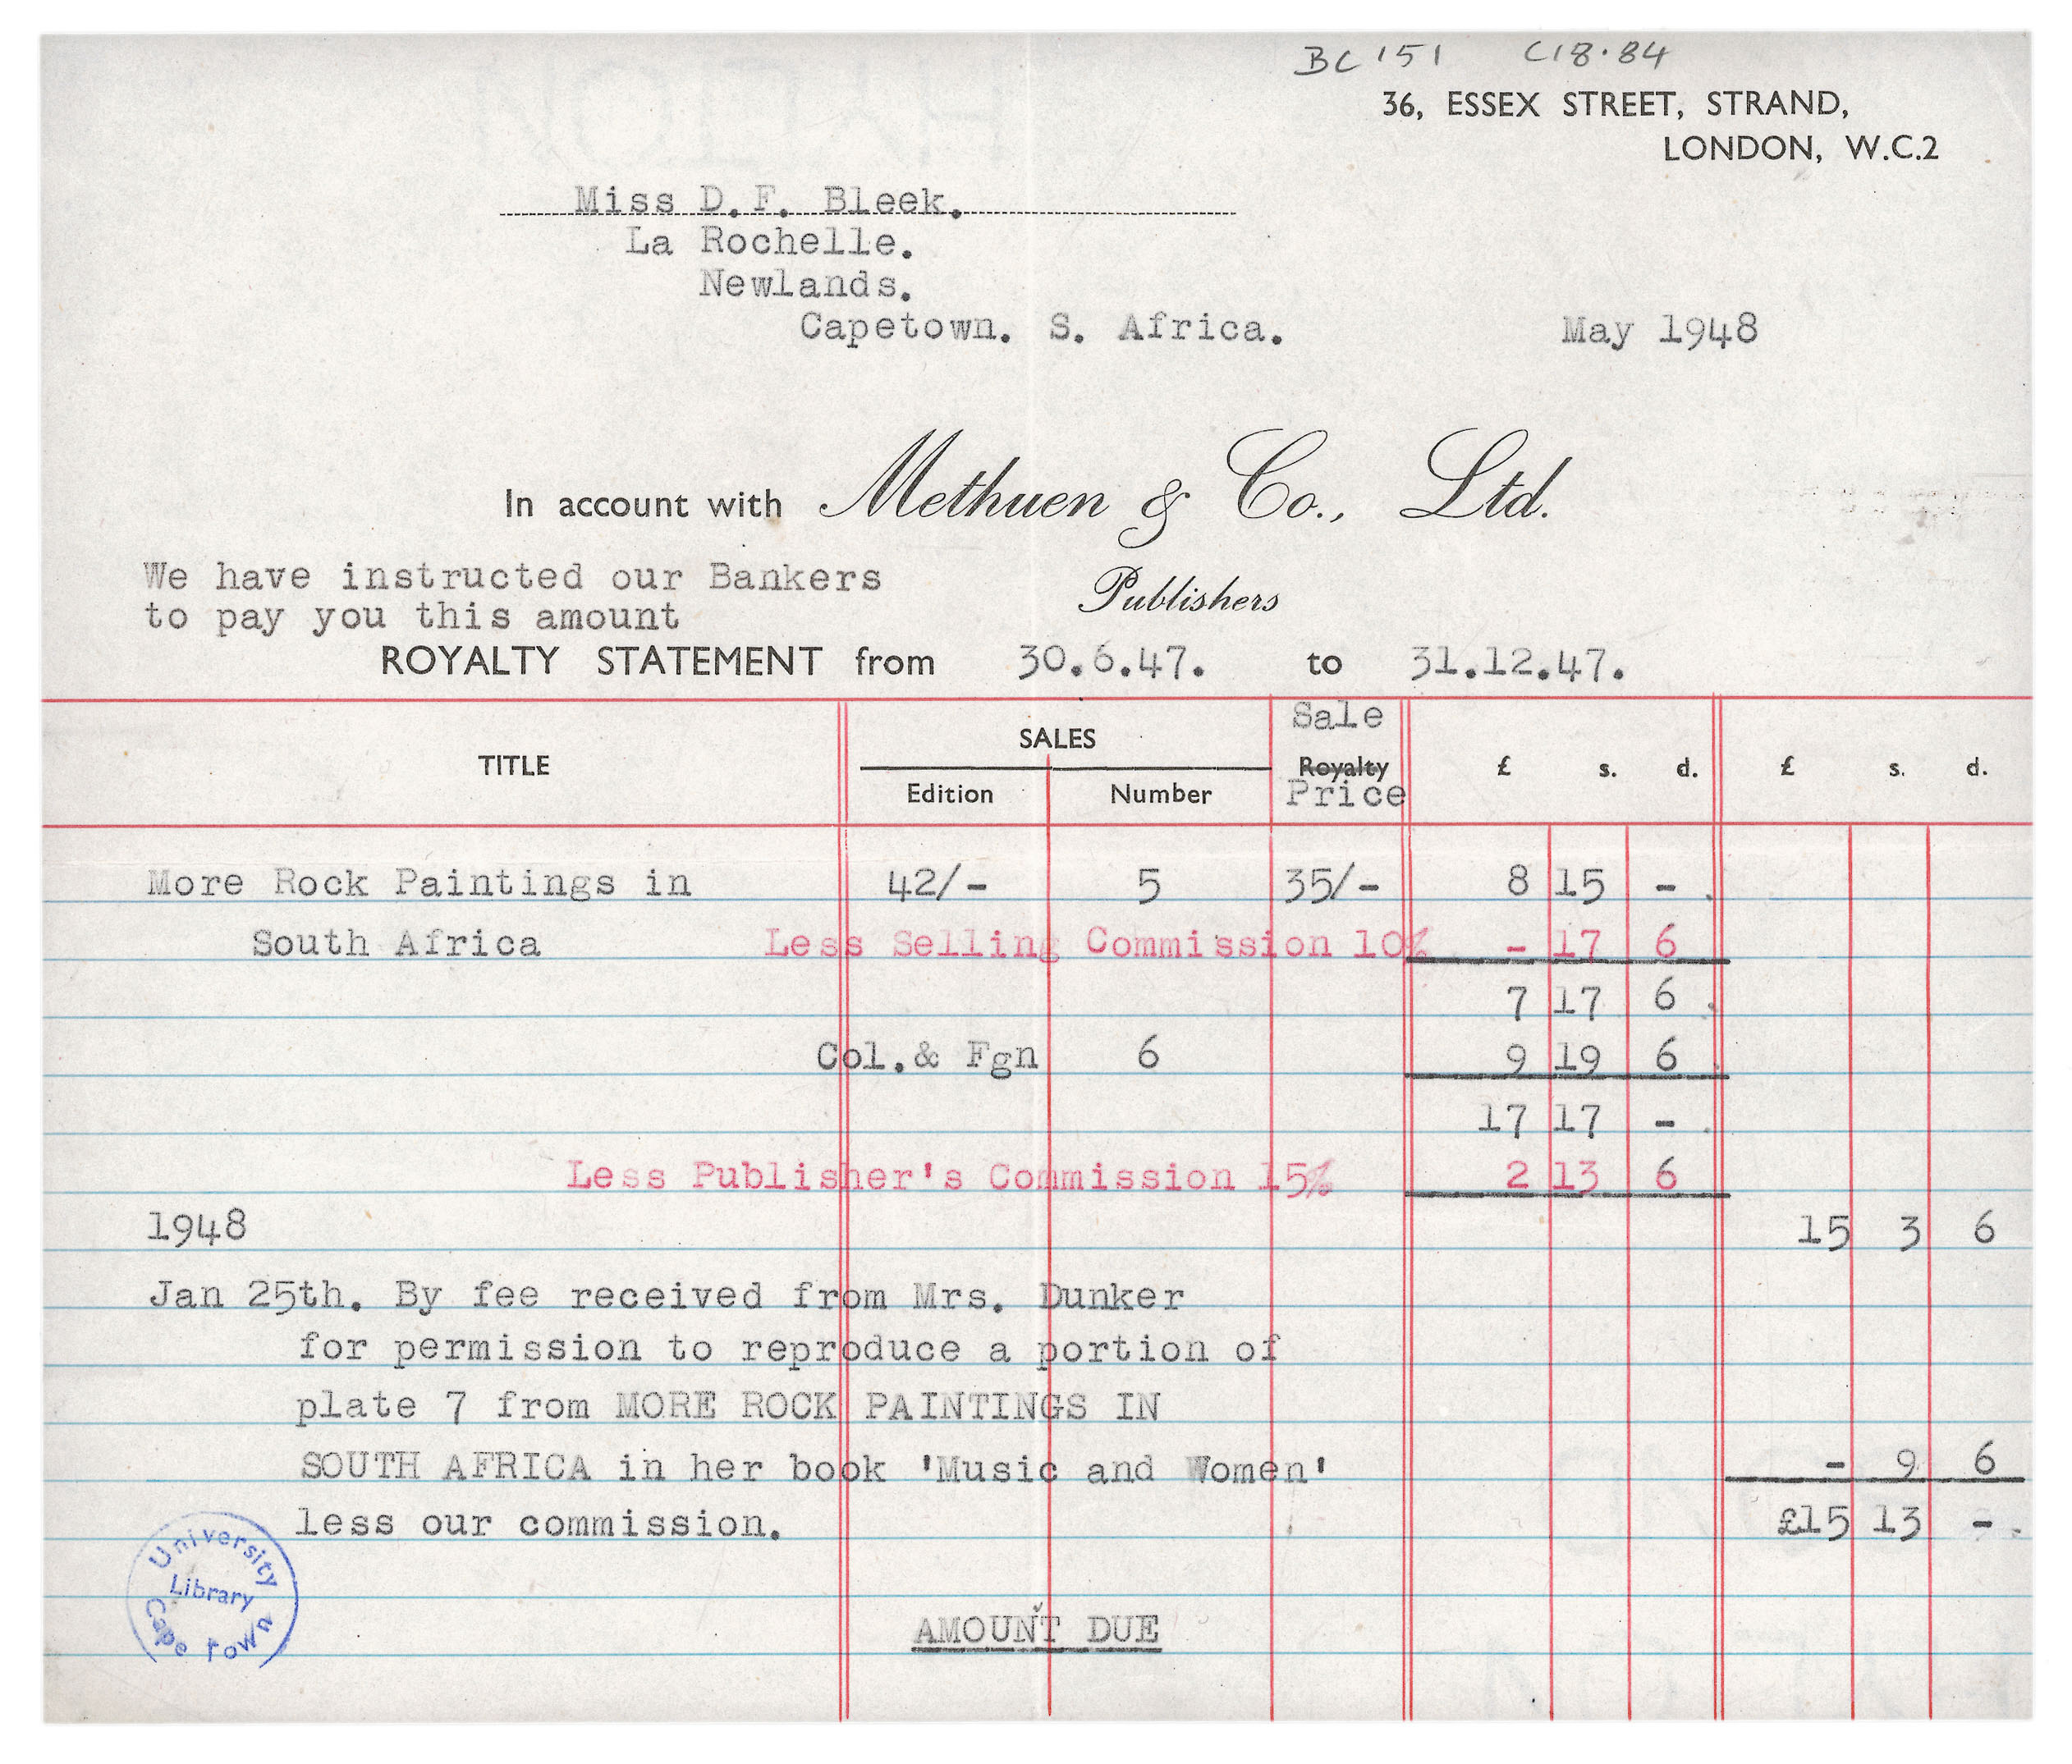 BC 151 C18.84
36, ESSEX STREET, STRAND,
LONDON, W.C.2
Miss D.F. Bleek.
La Rochelle.
Newlands.
Capetown. S. Africa.
May 1948
In account with Methuen & Co., Ltd.
Publishers
We have instructed our Bankers
to pay you this amount
ROYALTY STATEMENT from 30.6.47. to 31.12.47.
TITLE SALES Edition Number Sale Royalty Price £ s. d. £ s. d.
More Rock Paintings in 42/- 5 35/- 8 15 -
South Africa Less Selling Commission 10% - 17 6
7 17 6
Col.& Fgn 6 9 19 6
17 17 -
Less Publisher's Commission 15% 2 13 6
1948 15 3 6
Jan 25th. By fee received from Mrs. Dunker
for permission to reproduce a portion of
plate 7 from MORE ROCK PAINTINGS IN
SOUTH AFRICA in her book 'Music and Women' - 9 6
less our commission. £15 13 -
AMOUNT DUE
University
Library
Cape Town